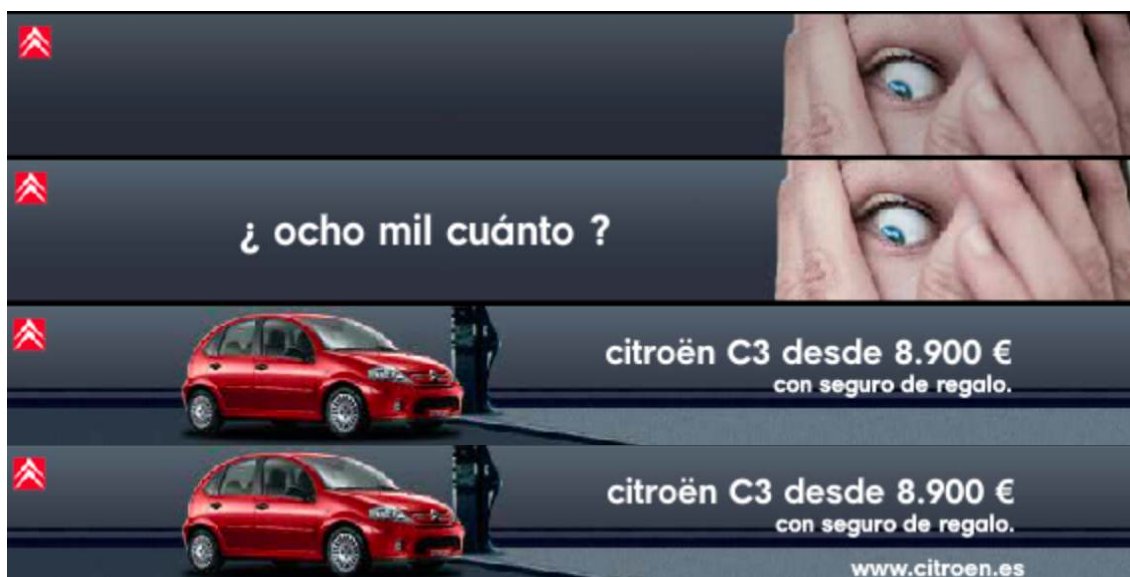 ¿ ocho mil cuánto ?
citroën C3 desde 8.900 €
con seguro de regalo.
citroën C3 desde 8.900 €
con seguro de regalo.
www.citroen.es